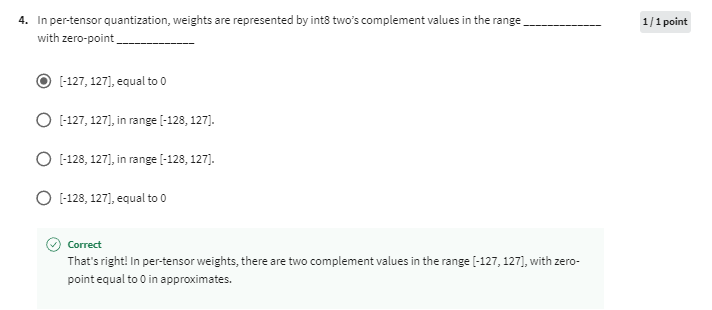 4. In per-tensor quantization, weights are represented by int8 two's complement values in the range _____________
with zero-point _____________
1 / 1 point
[-127, 127], equal to 0
[-127, 127], in range [-128, 127].
[-128, 127], in range [-128, 127].
[-128, 127], equal to 0
Correct
That's right! In per-tensor weights, there are two complement values in the range [-127, 127], with zero-
point equal to 0 in approximates.